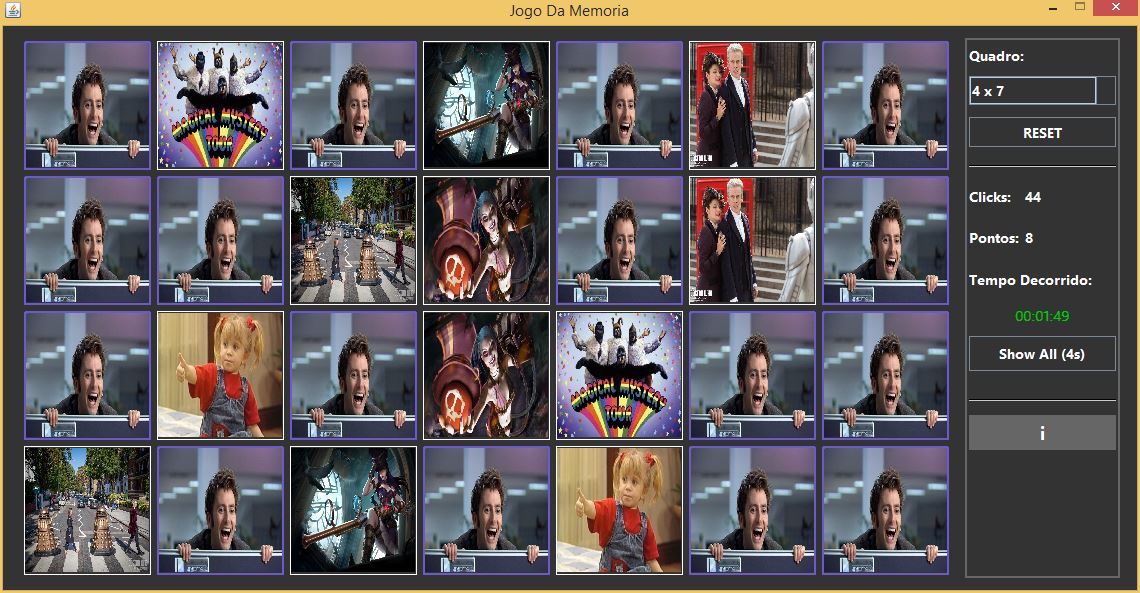 Jogo Da Memoria
MAGICAL MYSTERY
TOUR
Quadro:
4 x 7
RESET
Clicks: 44
Pontos: 8
Tempo Decorrido:
00:01:49
Show All (4s)
i
MAGICAL MYSTERY
TOUR